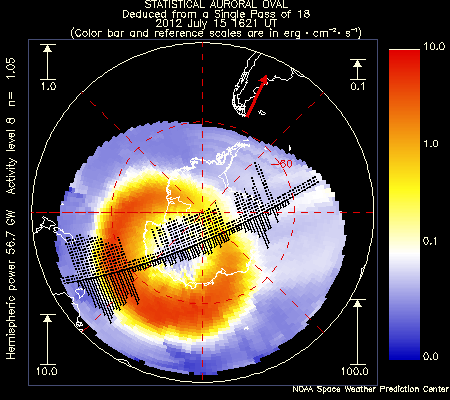 STATISTICAL AURORAL OVAL
Deduced from a Single Pass of 18
2012 July 15 1621 UT
(Color bar and reference scales are in erg·cm⁻²·s⁻¹)
Hemispheric power 56.7 GW Activity level 8 n= 1.05
1.0
0.1
10.0
100.0
-60
10.0
1.0
0.1
0.0
NOAA Space Weather Prediction Center